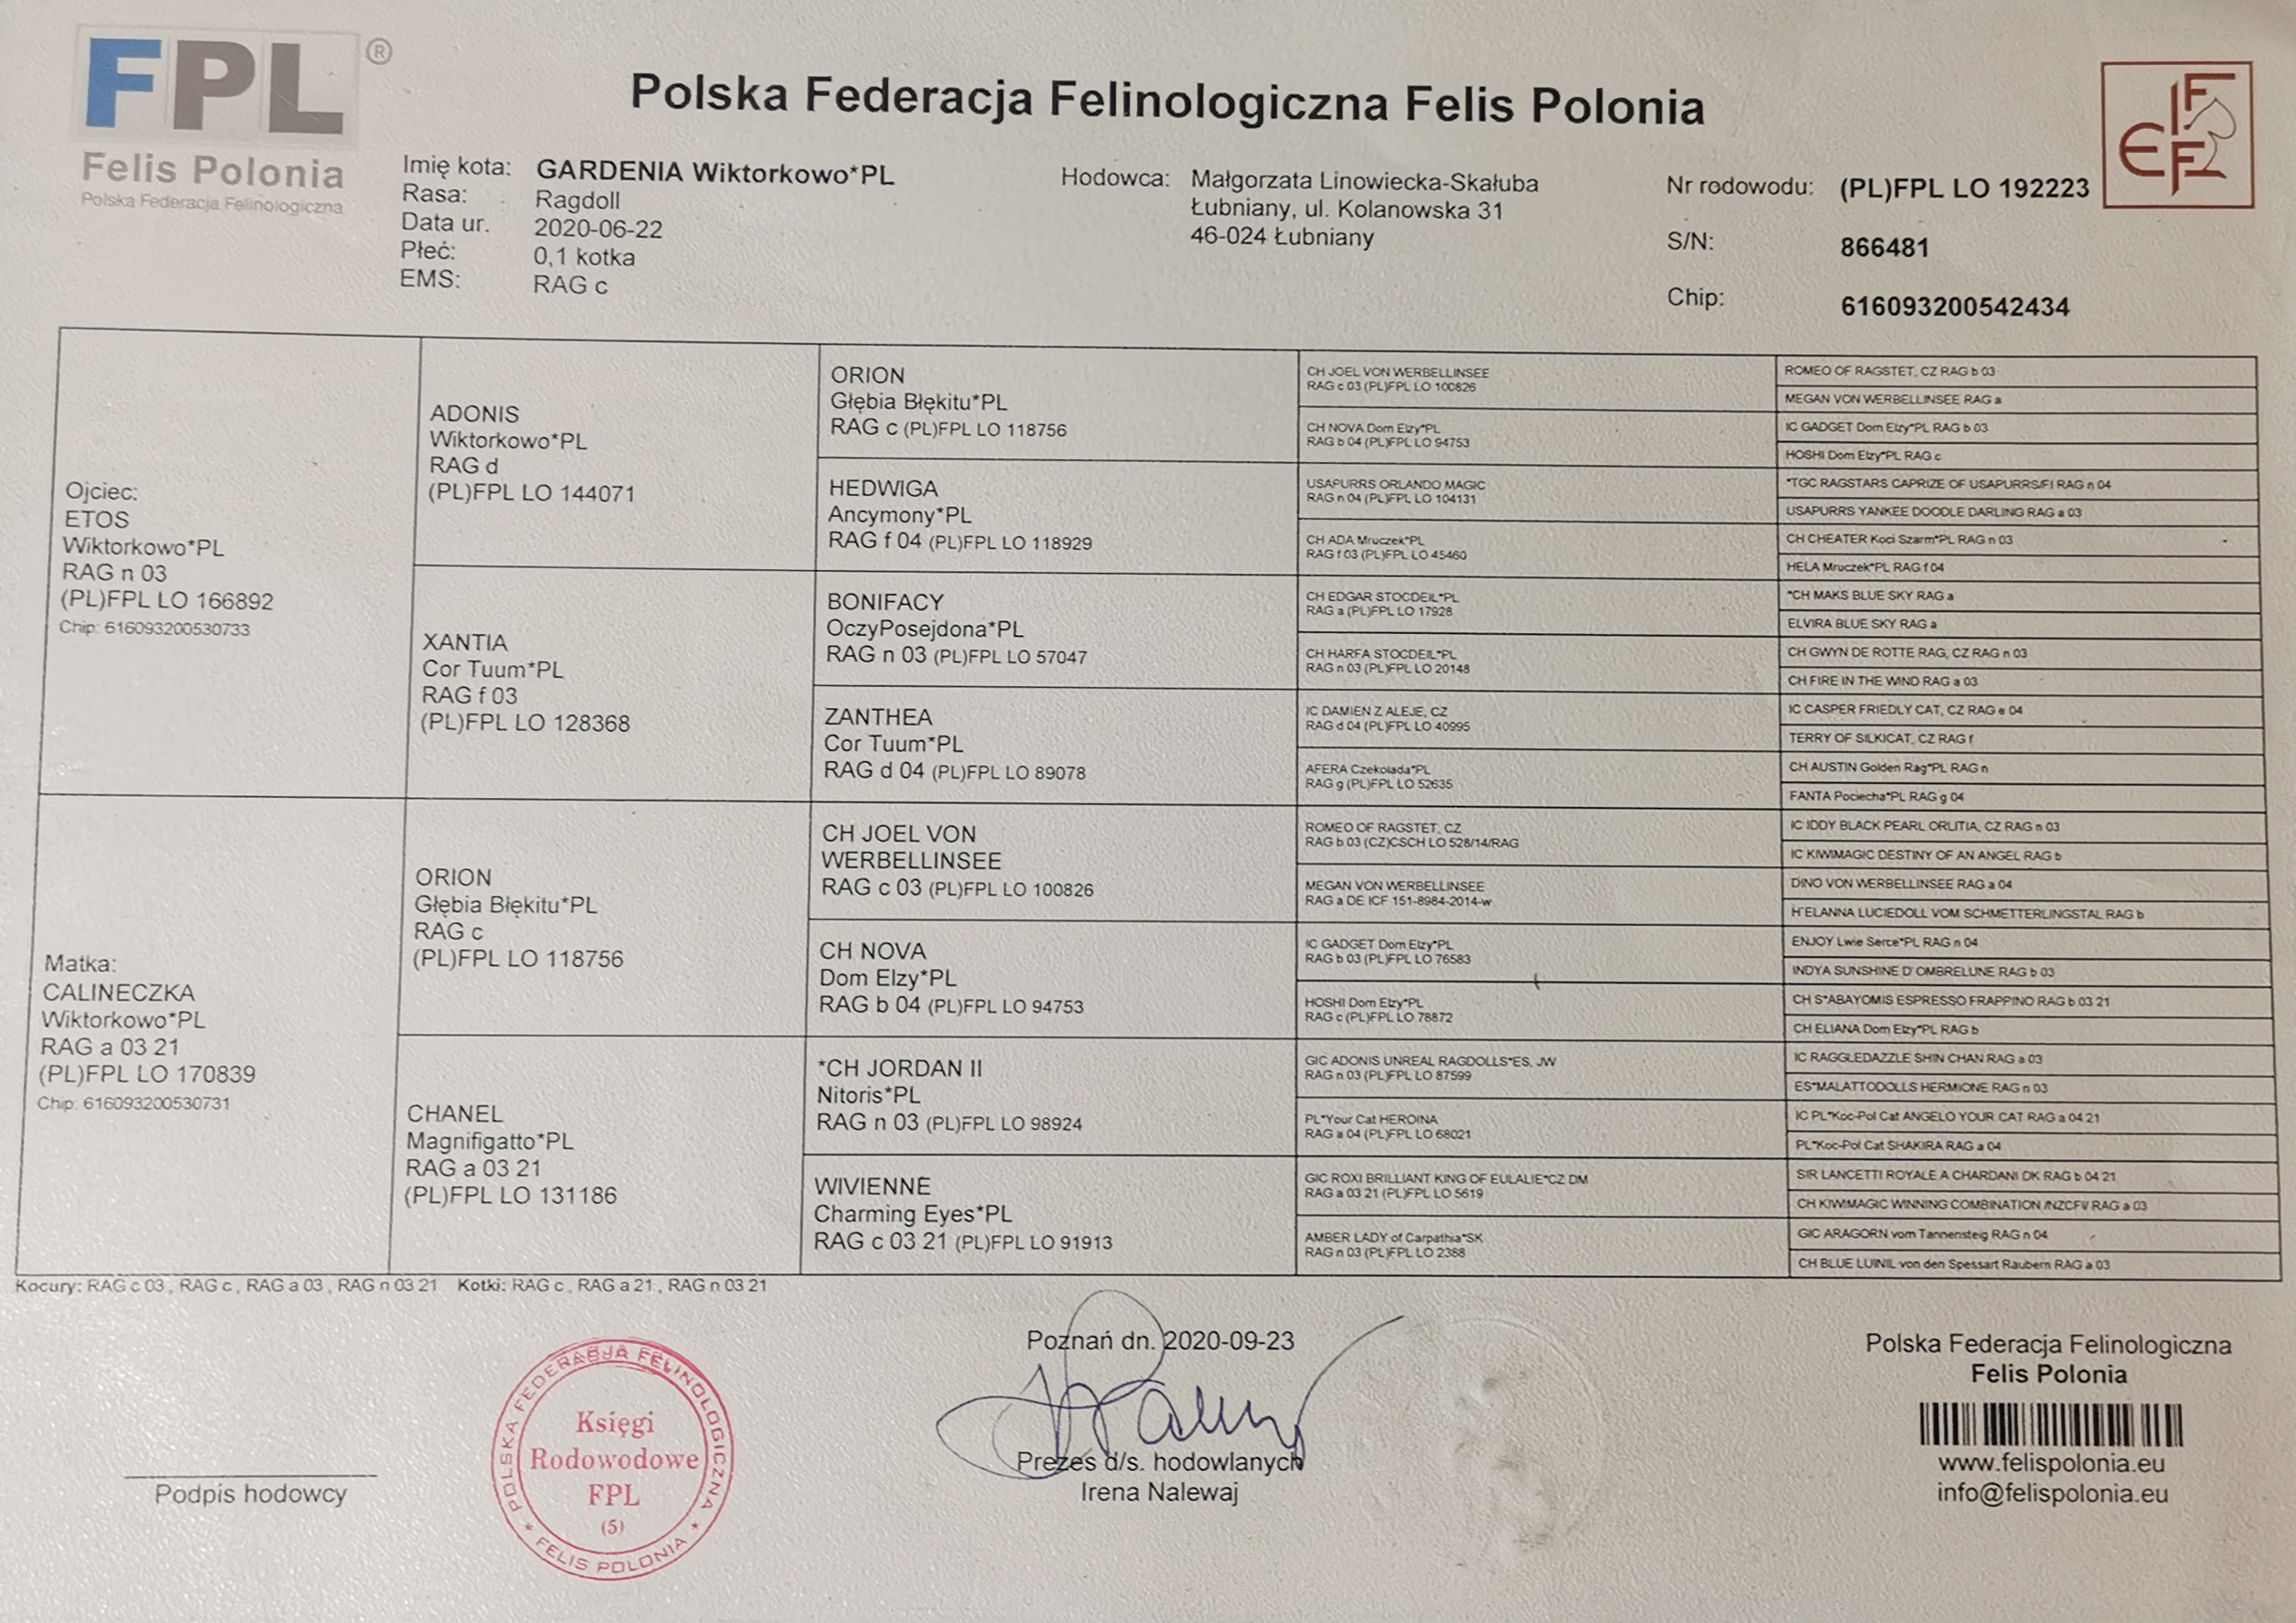 FPL ®
Felis Polonia
Polska Federacja Felinologiczna
Polska Federacja Felinologiczna Felis Polonia
FIFE
Imię kota: GARDENIA Wiktorkowo*PL
Rasa: Ragdoll
Data ur. 2020-06-22
Płeć: 0,1 kotka
EMS: RAG c
Hodowca: Małgorzata Linowiecka-Skałuba
Łubniany, ul. Kolanowska 31
46-024 Łubniany
Nr rodowodu: (PL)FPL LO 192223
S/N: 866481
Chip: 616093200542434
Ojciec:
ETOS
Wiktorkowo*PL
RAG n 03
(PL)FPL LO 166892
Chip: 616093200530733
Matka:
CALINECZKA
Wiktorkowo*PL
RAG a 03 21
(PL)FPL LO 170839
Chip: 616093200530731
ADONIS
Wiktorkowo*PL
RAG d
(PL)FPL LO 144071
XANTIA
Cor Tuum*PL
RAG f 03
(PL)FPL LO 128368
ORION
Głębia Błękitu*PL
RAG c
(PL)FPL LO 118756
CHANEL
Magnifigatto*PL
RAG a 03 21
(PL)FPL LO 131186
ORION
Głębia Błękitu*PL
RAG c (PL)FPL LO 118756
HEDWIGA
Ancymony*PL
RAG f 04 (PL)FPL LO 118929
BONIFACY
OczyPosejdona*PL
RAG n 03 (PL)FPL LO 57047
ZANTHEA
Cor Tuum*PL
RAG d 04 (PL)FPL LO 89078
CH JOEL VON
WERBELLINSEE
RAG c 03 (PL)FPL LO 100826
CH NOVA
Dom Elzy*PL
RAG b 04 (PL)FPL LO 94753
*CH JORDAN II
Nitoris*PL
RAG n 03 (PL)FPL LO 98924
WIVIENNE
Charming Eyes*PL
RAG c 03 21 (PL)FPL LO 91913
CH JOEL VON WERBELLINSEE
RAG c 03 (PL)FPL LO 100826
CH NOVA Dom Elzy*PL
RAG b 04 (PL)FPL LO 94753
USAPURRS ORLANDO MAGIC
RAG n 04 (PL)FPL LO 104131
CH ADA Mruczek*PL
RAG f 03 (PL)FPL LO 45460
CH EDGAR STOCDEIL*PL
RAG a (PL)FPL LO 17928
CH HARFA STOCDEIL*PL
RAG n 03 (PL)FPL LO 20148
IC DAMIEN Z ALEJE, CZ
RAG d 04 (PL)FPL LO 40995
AFERA Czekolada*PL
RAG g (PL)FPL LO 52635
ROMEO OF RAGSTET, CZ
RAG b 03 (CZ)CSCH LO 528/14/RAG
MEGAN VON WERBELLINSEE
RAG a DE ICF 151-8984-2014-w
IC GADGET Dom Elzy*PL
RAG b 03 (PL)FPL LO 76583
HOSHI Dom Elzy*PL
RAG c (PL)FPL LO 78872
GIC ADONIS UNREAL RAGDOLLS*ES, JW
RAG n 03 (PL)FPL LO 87599
PL*Your Cat HEROINA
RAG a 04 (PL)FPL LO 68021
GIC ROXI BRILLIANT KING OF EULALIE*CZ DM
RAG a 03 21 (PL)FPL LO 5619
AMBER LADY of Carpathia*SK
RAG n 03 (PL)FPL LO 2368
ROMEO OF RAGSTET, CZ RAG b 03
MEGAN VON WERBELLINSEE RAG a
IC GADGET Dom Elzy*PL RAG b 03
HOSHI Dom Elzy*PL RAG c
*TGC RAGSTARS CAPRIZE OF USAPURRS/FI RAG n 04
USAPURRS YANKEE DOODLE DARLING RAG a 03
CH CHEATER Koci Szarm*PL RAG n 03
HELA Mruczek*PL RAG f 04
*CH MAKS BLUE SKY RAG a
ELVIRA BLUE SKY RAG a
CH GWYN DE ROTTE RAG, CZ RAG n 03
CH FIRE IN THE WIND RAG a 03
IC CASPER FRIEDLY CAT, CZ RAG e 04
TERRY OF SILKICAT, CZ RAG f
CH AUSTIN Golden Rag*PL RAG n
FANTA Pociecha*PL RAG g 04
IC IDDY BLACK PEARL ORLITIA, CZ RAG n 03
IC KIWIMAGIC DESTINY OF AN ANGEL RAG b
DINO VON WERBELLINSEE RAG a 04
H'ELANNA LUCIEDOLL VOM SCHMETTERLINGSTAL RAG b
ENJOY Lwie Serce*PL RAG n 04
INDYA SUNSHINE D'OMBRELUNE RAG b 03
CH S*ABAYOMIS ESPRESSO FRAPPINO RAG b 03 21
CH ELIANA Dom Elzy*PL RAG b
IC RAGGLEDAZZLE SHIN CHAN RAG a 03
ES*MALATTODOLLS HERMIONE RAG n 03
IC PL*Koc-Pol Cat ANGELO YOUR CAT RAG a 04 21
PL*Koc-Pol Cat SHAKIRA RAG a 04
SIR LANCETTI ROYALE A CHARDANI DK RAG b 04 21
CH KIWIMAGIC WINNING COMBINATION /NZCFV RAG a 03
GIC ARAGORN vom Tannensteig RAG n 04
CH BLUE LUINIL von den Spessart Raubern RAG a 03
Kocury: RAG c 03 , RAG c , RAG a 03 , RAG n 03 21 Kotki: RAG c , RAG a 21 , RAG n 03 21
Podpis hodowcy
POLSKA FEDERACJA FELINOLOGICZNA
Księgi
Rodowodowe
FPL
(5)
* FELIS POLONIA *
Poznań dn. 2020-09-23
Prezes d/s. hodowlanych
Irena Nalewaj
Polska Federacja Felinologiczna
Felis Polonia
www.felispolonia.eu
info@felispolonia.eu